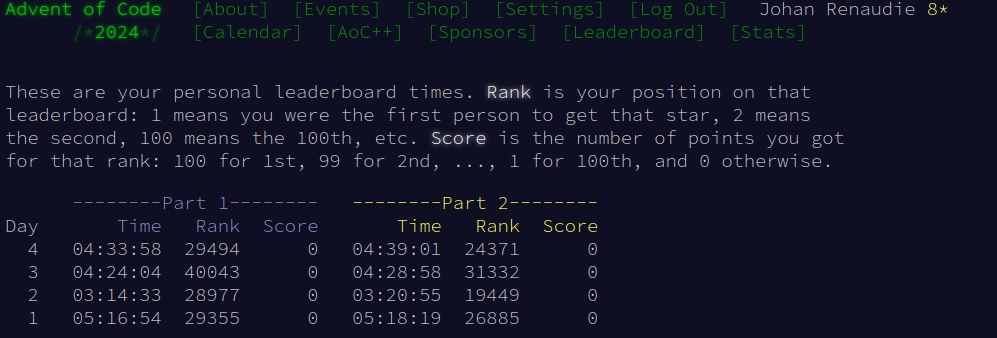 Advent of Code [About] [Events] [Shop] [Settings] [Log Out] Johan Renaudie 8*
/*2024*/ [Calendar] [AoC++] [Sponsors] [Leaderboard] [Stats]
These are your personal leaderboard times. Rank is your position on that
leaderboard: 1 means you were the first person to get that star, 2 means
the second, 100 means the 100th, etc. Score is the number of points you got
for that rank: 100 for 1st, 99 for 2nd, ..., 1 for 100th, and 0 otherwise.
--------Part 1-------- --------Part 2--------
Day Time Rank Score Time Rank Score
4 04:33:58 29494 0 04:39:01 24371 0
3 04:24:04 40043 0 04:28:58 31332 0
2 03:14:33 28977 0 03:20:55 19449 0
1 05:16:54 29355 0 05:18:19 26885 0